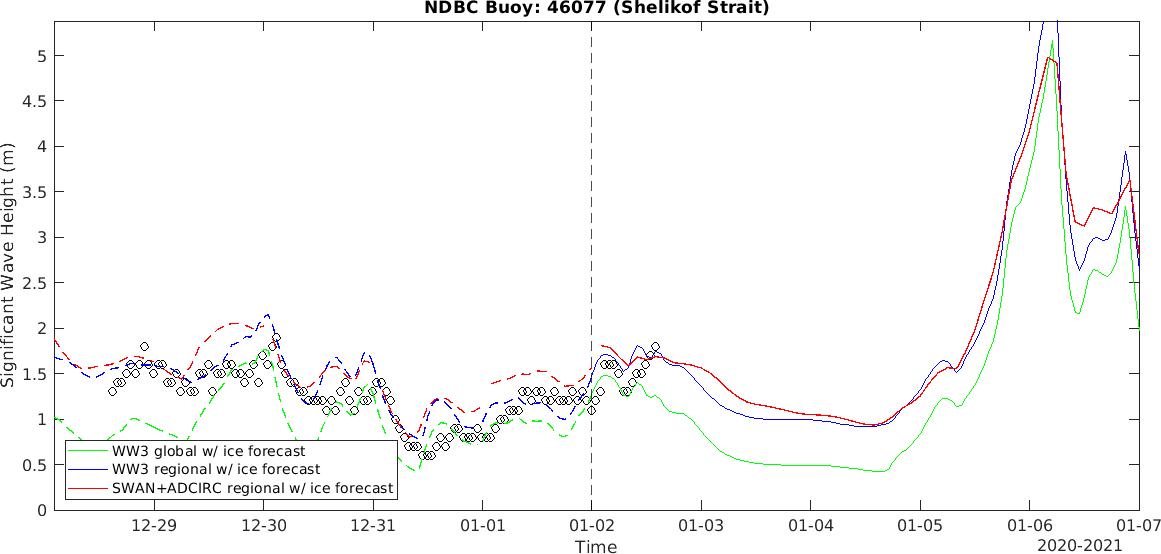 NDBC Buoy: 46077 (Shelikof Strait)
5
4.5
4
3.5
3
2.5
2
1.5
1
0.5
0
Significant Wave Height (m)
WW3 global w/ ice forecast
WW3 regional w/ ice forecast
SWAN+ADCIRC regional w/ ice forecast
12-29 12-30 12-31 01-01 01-02 01-03 01-04 01-05 01-06 01-07
Time
2020-2021